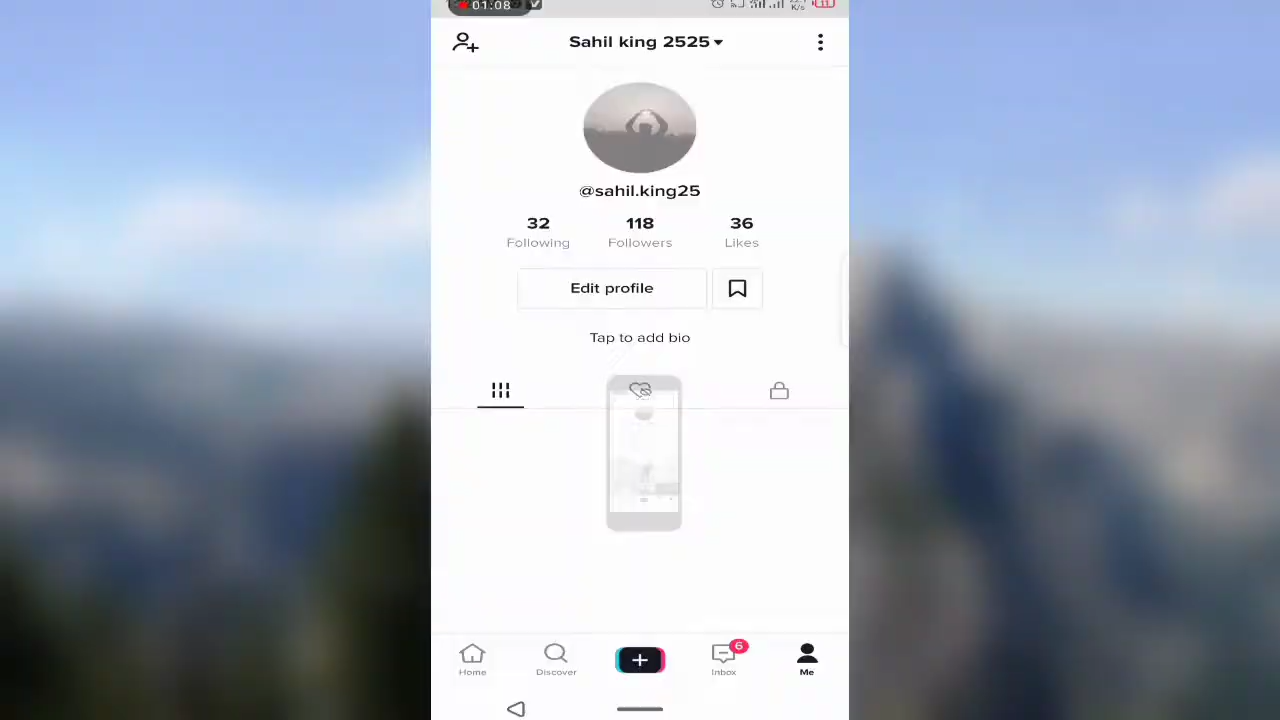 01:08
K/s 11
Sahil king 2525
@sahil.king25
32 118 36
Following Followers Likes
Edit profile
Tap to add bio
6
Home Discover Inbox Me